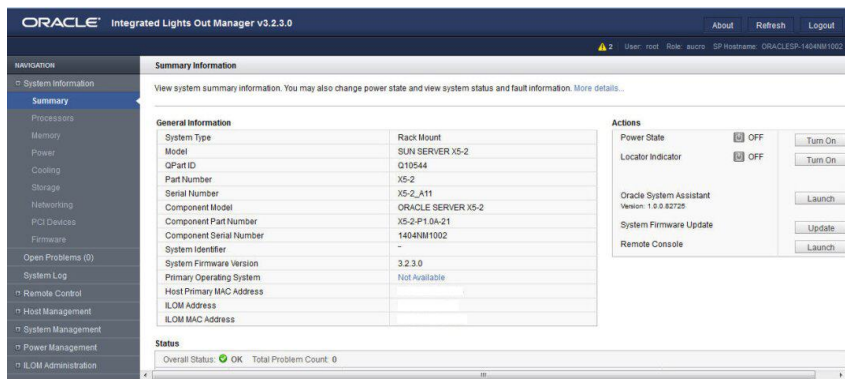 ORACLE® Integrated Lights Out Manager v3.2.3.0
About Refresh Logout
2 User: root Role: aucro SP Hostname: ORACLESP-1404NM1002
NAVIGATION
System Information
Summary
Processors
Memory
Power
Cooling
Storage
Networking
PCI Devices
Firmware
Open Problems (0)
System Log
Remote Control
Host Management
System Management
Power Management
ILOM Administration
Summary Information
View system summary information. You may also change power state and view system status and fault information. More details...
General Information
System Type Rack Mount
Model SUN SERVER X5-2
QPart ID Q10544
Part Number X5-2
Serial Number X5-2_A11
Component Model ORACLE SERVER X5-2
Component Part Number X5-2-P1.0A-21
Component Serial Number 1404NM1002
System Identifier -
System Firmware Version 3.2.3.0
Primary Operating System Not Available
Host Primary MAC Address
ILOM Address
ILOM MAC Address
Actions
Power State OFF Turn On
Locator Indicator OFF Turn On
Oracle System Assistant Launch
Version: 1.0.0.82725
System Firmware Update Update
Remote Console Launch
Status
Overall Status: OK Total Problem Count: 0